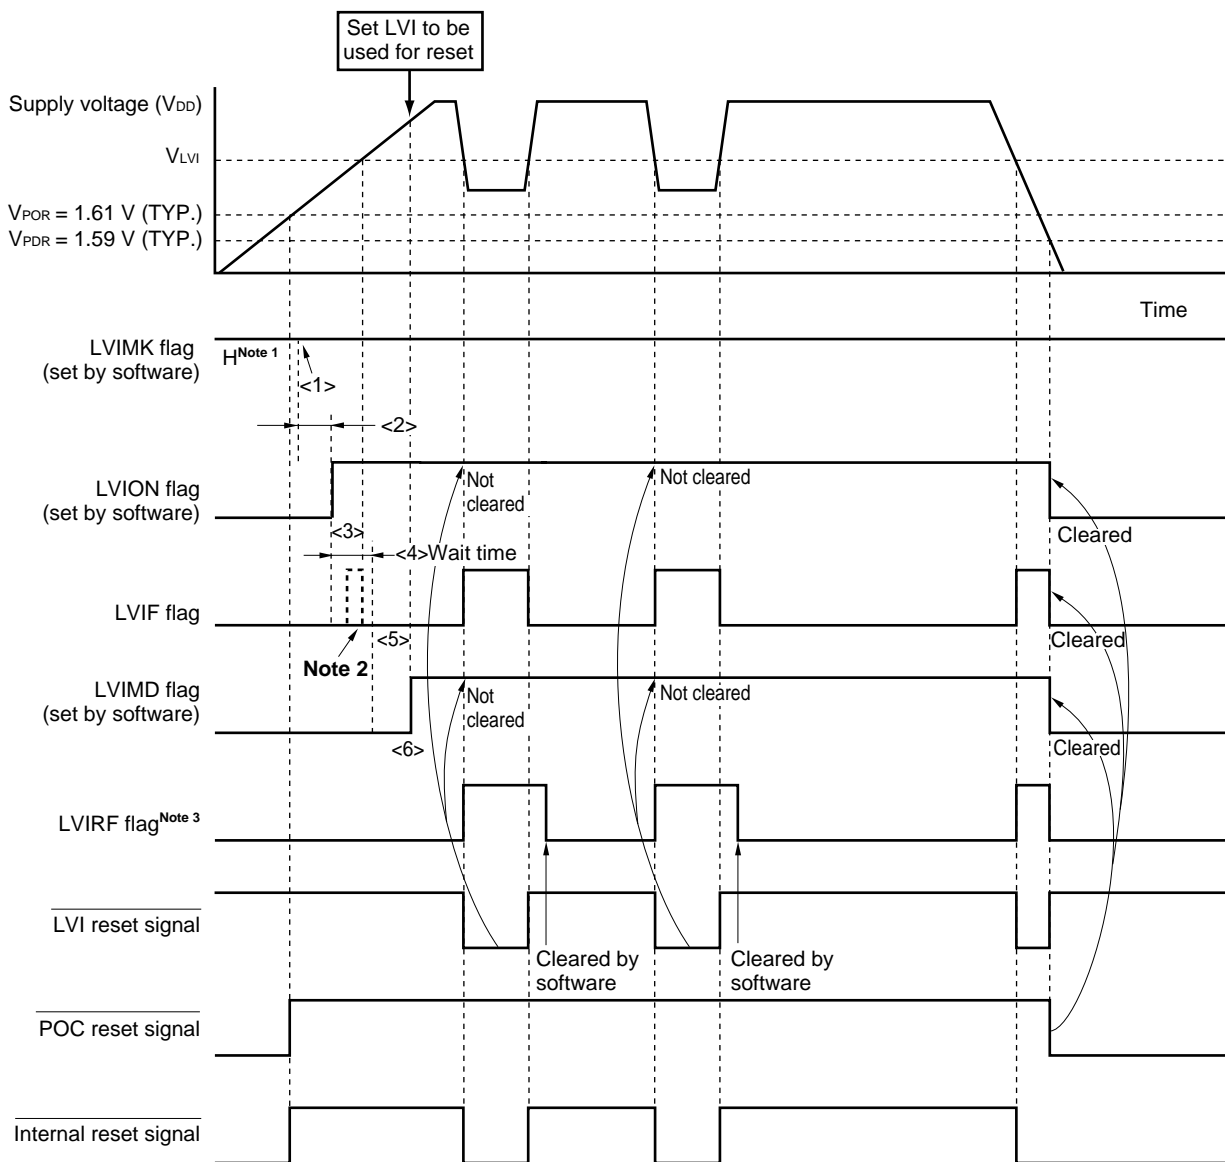 Set LVI to be
used for reset
Supply voltage (VDD)
VLVI
VPOR = 1.61 V (TYP.)
VPDR = 1.59 V (TYP.)
Time
LVIMK flag
(set by software)
HNote 1
<1>
<2>
LVION flag
(set by software)
Not
cleared
Not cleared
Cleared
<3>
<4>Wait time
LVIF flag
Note 2
<5>
Cleared
LVIMD flag
(set by software)
<6>
Not
cleared
Not cleared
Cleared
LVIRF flagNote 3
LVI reset signal
Cleared by
software
Cleared by
software
POC reset signal
Internal reset signal